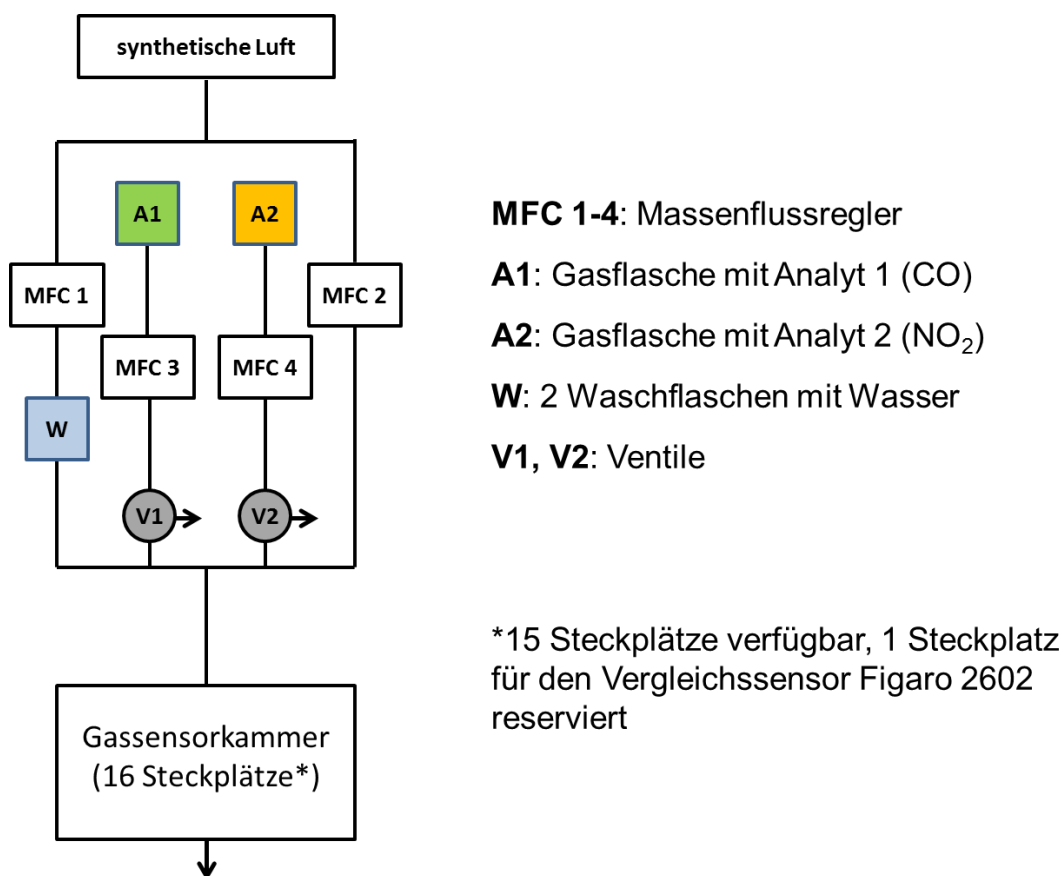 synthetische Luft
A1
A2
MFC 1
MFC 2
MFC 3
MFC 4
W
V1
V2
Gassensorkammer
(16 Steckplätze*)
MFC 1-4: Massenflussregler
A1: Gasflasche mit Analyt 1 (CO)
A2: Gasflasche mit Analyt 2 (NO₂)
W: 2 Waschflaschen mit Wasser
V1, V2: Ventile
*15 Steckplätze verfügbar, 1 Steckplatz
für den Vergleichssensor Figaro 2602
reserviert